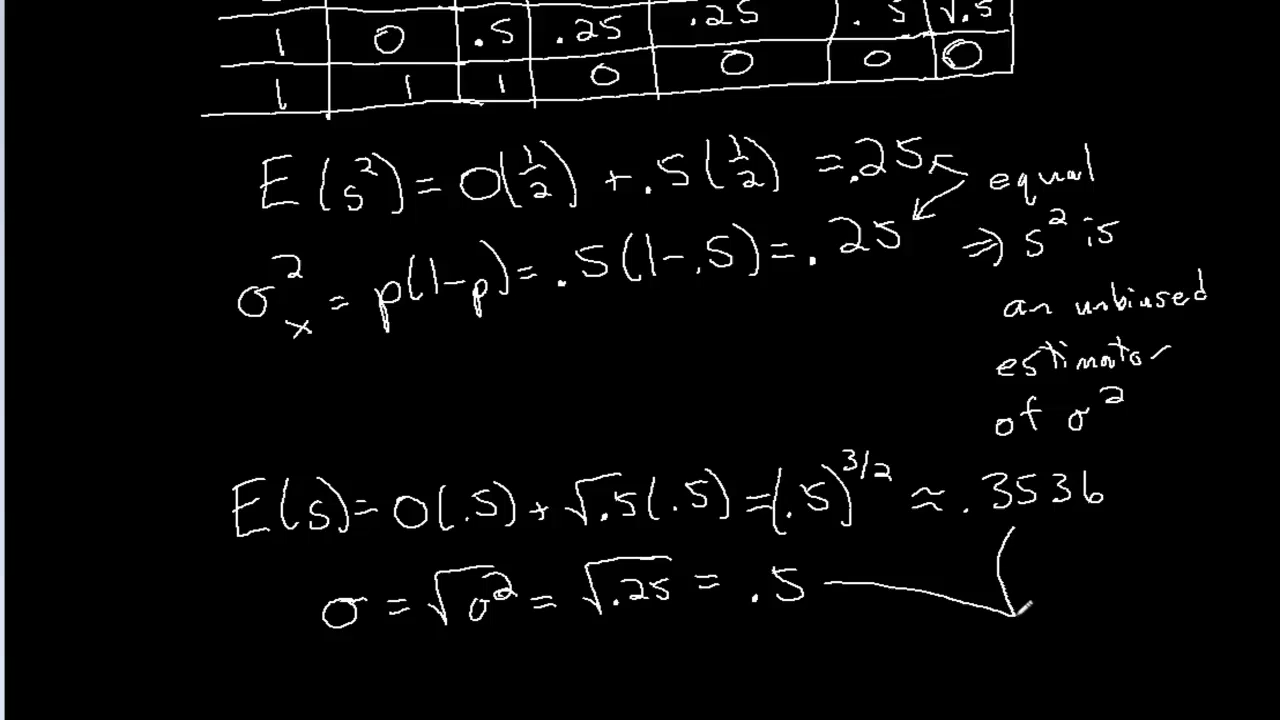 1 0 .5 .25 .25 .5 √.5
1 1 1 0 0 0 0
E(s²) = 0(1/2) + .5(1/2) = .25
equal
σ²ₓ = p(1-p) = .5(1-.5) = .25
⇒ s² is
an unbiased
estimator
of σ²
E(s) = 0(.5) + √.5(.5) = (.5)^3/2 ≈ .3536
σ = √σ² = √.25 = .5